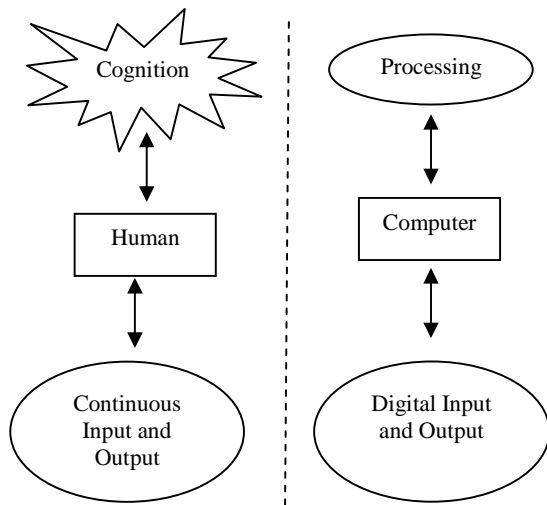 Cognition
Human
Continuous
Input and
Output
Processing
Computer
Digital Input
and Output